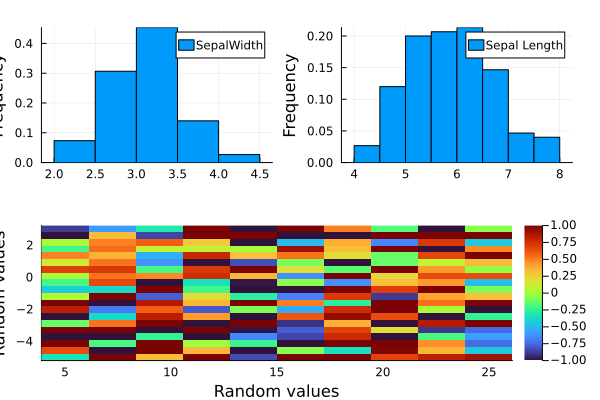 SepalWidth
Frequency
0.4
0.3
0.2
0.1
0.0
2.0 2.5 3.0 3.5 4.0 4.5
Sepal Length
Frequency
0.20
0.15
0.10
0.05
0.00
4 5 6 7 8
Random values
2
0
−2
−4
5 10 15 20 25
Random values
1.00
0.75
0.50
0.25
0
−0.25
−0.50
−0.75
−1.00